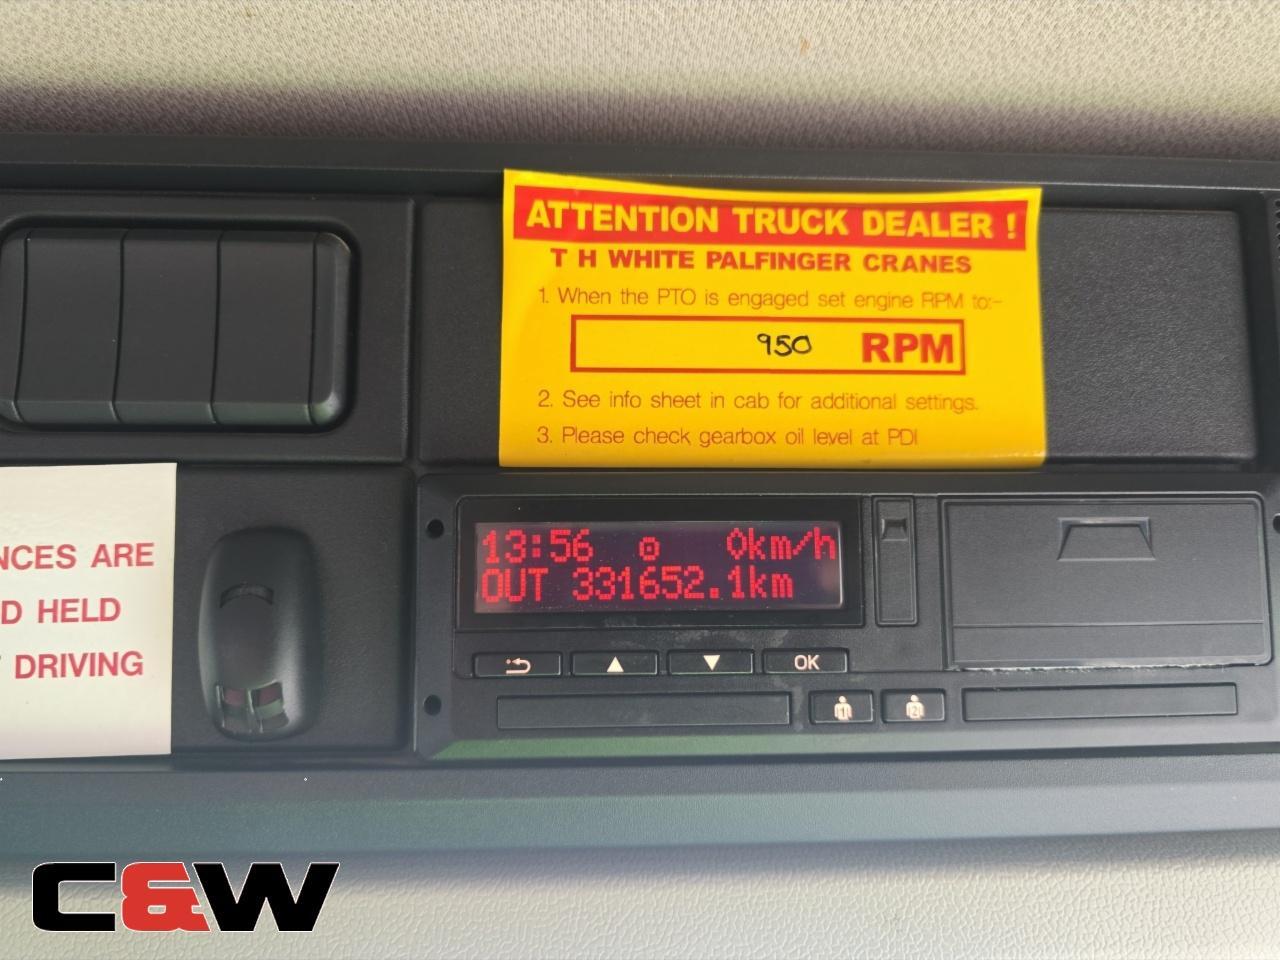 ATTENTION TRUCK DEALER !
T H WHITE PALFINGER CRANES
1. When the PTO is engaged set engine RPM to:-
950 RPM
2. See info sheet in cab for additional settings.
3. Please check gearbox oil level at PDI
NCES ARE
D HELD
DRIVING
13:56 0km/h
OUT 331652.1km
OK
1
2
C&W